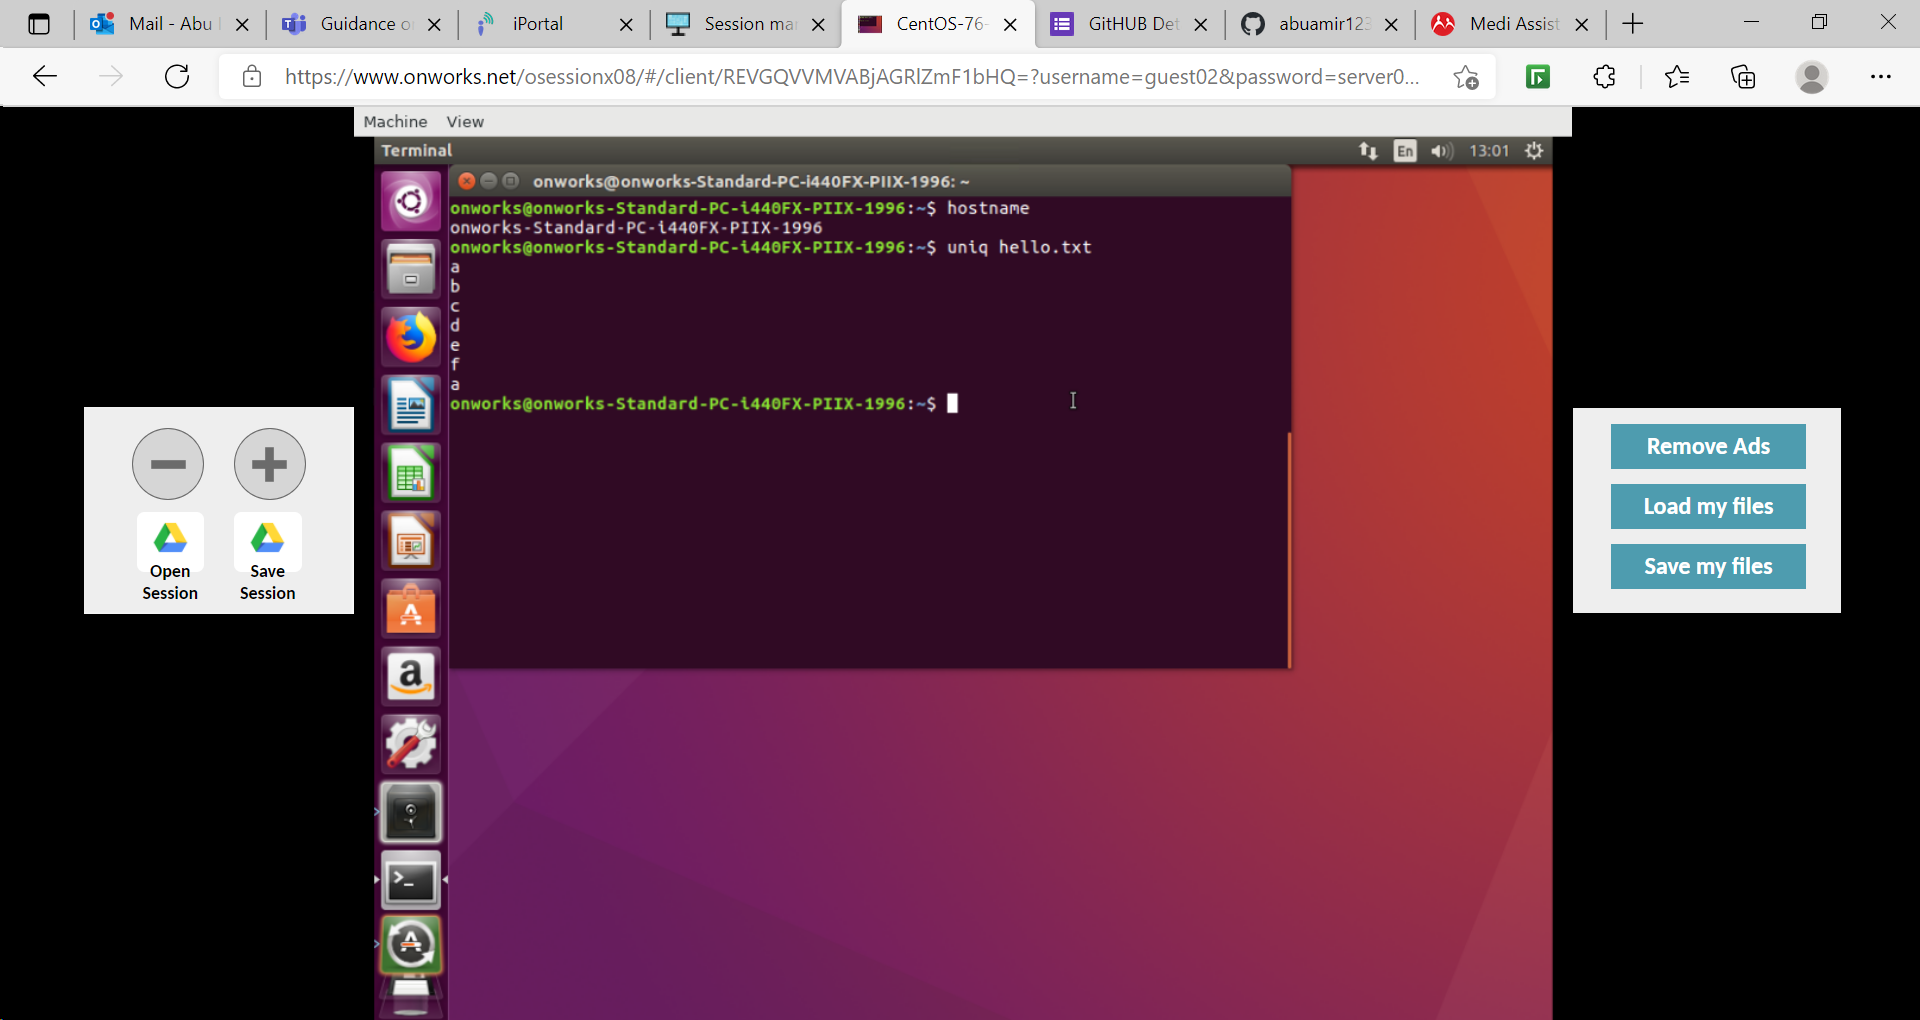 Mail - Abu
Guidance o
iPortal
Session ma
CentOS-76-
GitHUB Det
abuamir123
Medi Assist
https://www.onworks.net/osessionx08/#/client/REVGQVVMVABjAGRlZmF1bHQ=?username=guest02&password=server0...
Machine View
Terminal
En
13:01
onworks@onworks-Standard-PC-i440FX-PIIX-1996: ~
onworks@onworks-Standard-PC-i440FX-PIIX-1996:~$ hostname
onworks-Standard-PC-i440FX-PIIX-1996
onworks@onworks-Standard-PC-i440FX-PIIX-1996:~$ uniq hello.txt
a
b
c
d
e
f
a
onworks@onworks-Standard-PC-i440FX-PIIX-1996:~$
Open Session
Save Session
Remove Ads
Load my files
Save my files